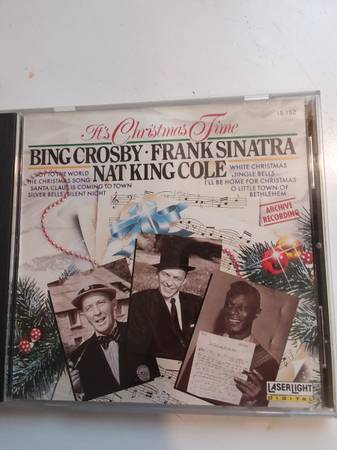 15 152
It's Christmas Time
BING CROSBY · FRANK SINATRA
NAT KING COLE
JOY TO THE WORLD
THE CHRISTMAS SONG
SANTA CLAUS IS COMING TO TOWN
SILVER BELLS SILENT NIGHT
WHITE CHRISTMAS
JINGLE BELLS
I'LL BE HOME FOR CHRISTMAS
O LITTLE TOWN OF
BETHLEHEM
ARCHIVE
RECORDING
LASERLIGHT
DIGITAL